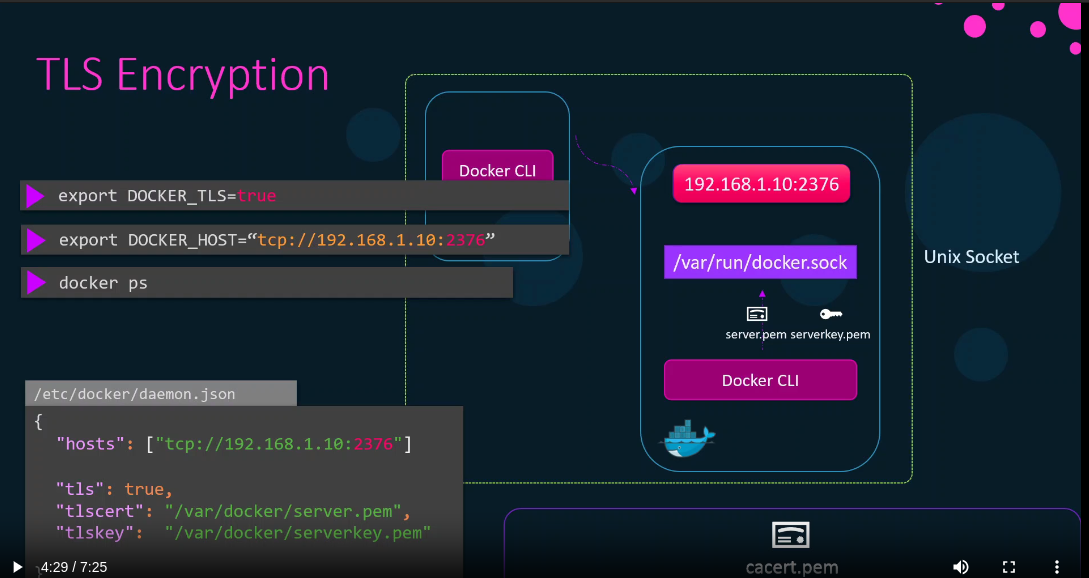 TLS Encryption
Docker CLI
export DOCKER_TLS=true
export DOCKER_HOST=“tcp://192.168.1.10:2376”
docker ps
192.168.1.10:2376
/var/run/docker.sock
server.pem serverkey.pem
Docker CLI
Unix Socket
/etc/docker/daemon.json
{
"hosts": ["tcp://192.168.1.10:2376"]
"tls": true,
"tlscert": "/var/docker/server.pem",
"tlskey": "/var/docker/serverkey.pem"
}
cacert.pem
4:29 / 7:25